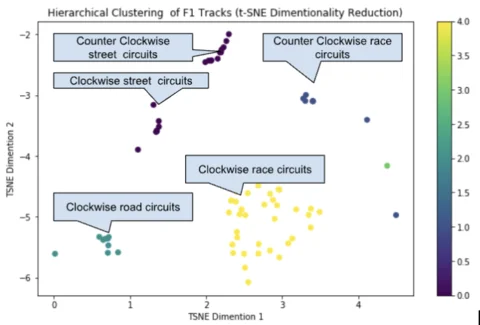 Hierarchical Clustering of F1 Tracks (t-SNE Dimentionality Reduction)
Counter Clockwise
street circuits
Counter Clockwise race
circuits
Clockwise street circuits
Clockwise race circuits
Clockwise road circuits
−2
−3
−4
−5
−6
TSNE Dimention 2
0
1
2
3
4
TSNE Dimention 1
4.0
3.5
3.0
2.5
2.0
1.5
1.0
0.5
0.0